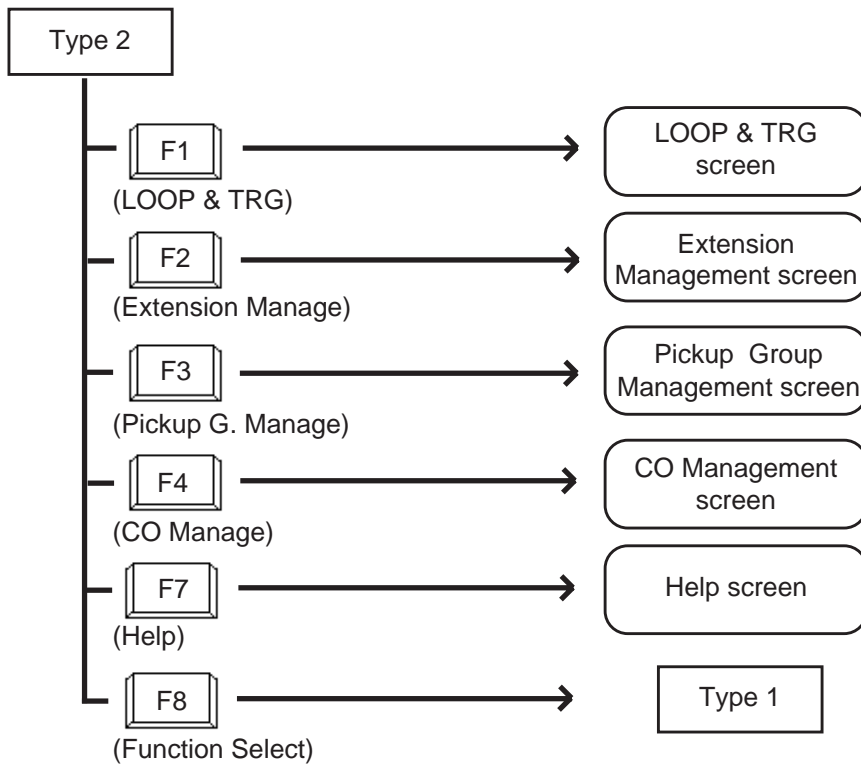 Type 2
F1
(LOOP & TRG)
LOOP & TRG
screen
F2
(Extension Manage)
Extension
Management screen
F3
(Pickup G. Manage)
Pickup Group
Management screen
F4
(CO Manage)
CO Management
screen
F7
(Help)
Help screen
F8
(Function Select)
Type 1